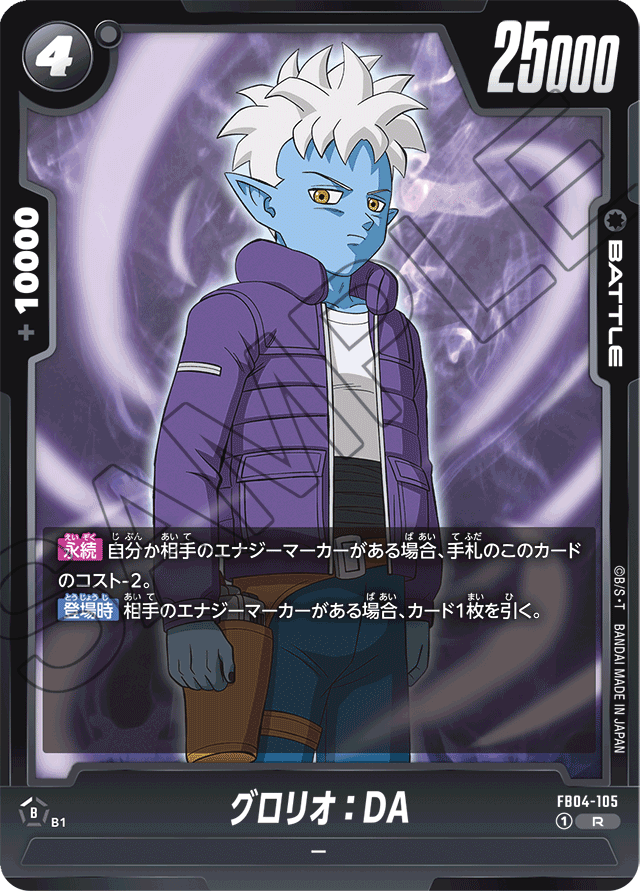 4
25000
+ 10000
BATTLE
SAMPLE
永続 自分か相手のエナジーマーカーがある場合、手札のこのカード
のコスト-2。
登場時 相手のエナジーマーカーがある場合、カード1枚を引く。
©B/S・T BANDAI MADE IN JAPAN
B B1
グロリオ：DA
FB04-105
1 R
–